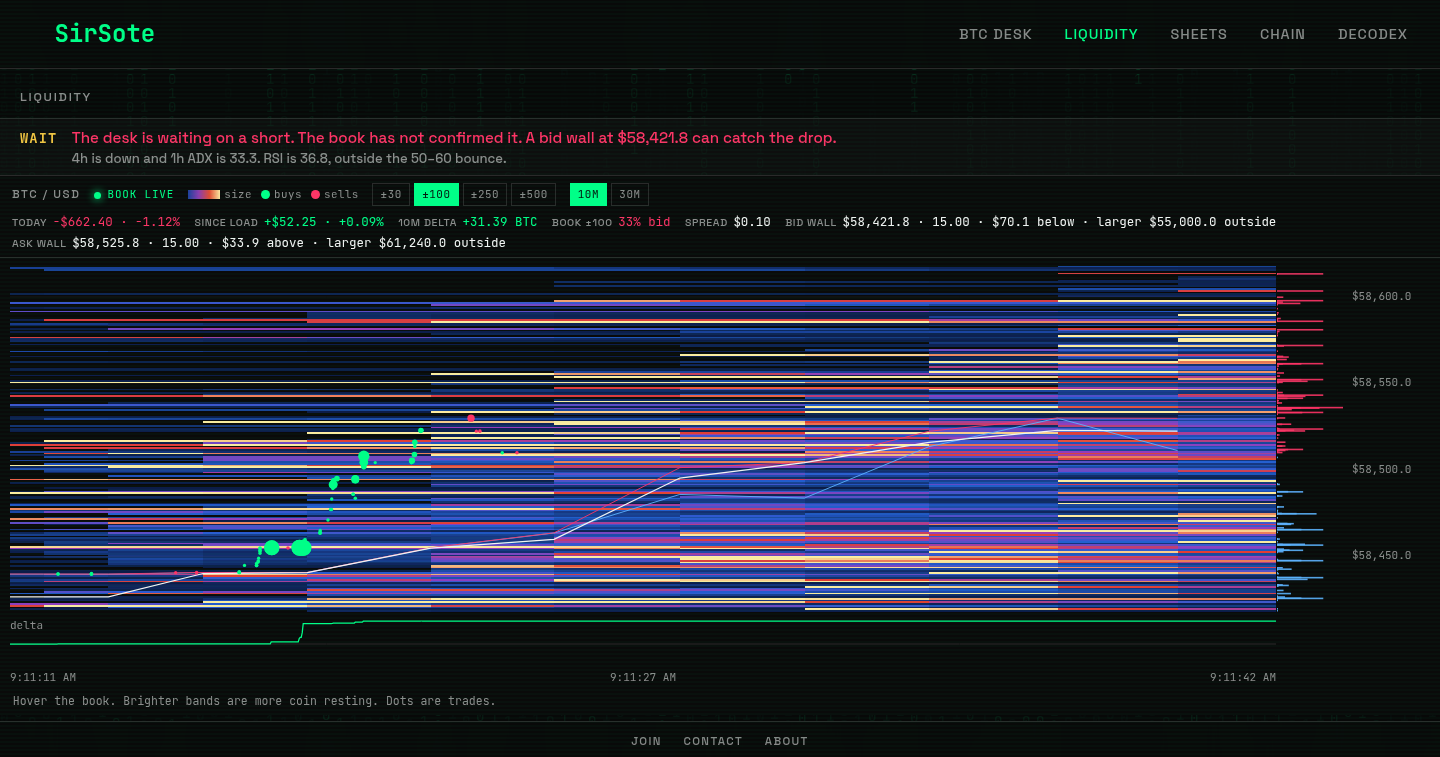 SirSote
BTC DESK LIQUIDITY SHEETS CHAIN DECODEX
LIQUIDITY
WAIT The desk is waiting on a short. The book has not confirmed it. A bid wall at $58,421.8 can catch the drop.
4h is down and 1h ADX is 33.3. RSI is 36.8, outside the 50–60 bounce.
BTC / USD BOOK LIVE size buys sells ±30 ±100 ±250 ±500 10M 30M
TODAY -$662.40 · -1.12% SINCE LOAD +$52.25 · +0.09% 10M DELTA +31.39 BTC BOOK ±100 33% bid SPREAD $0.10 BID WALL $58,421.8 · 15.00 · $70.1 below · larger $55,000.0 outside
ASK WALL $58,525.8 · 15.00 · $33.9 above · larger $61,240.0 outside
$58,600.0
$58,550.0
$58,500.0
$58,450.0
delta
9:11:11 AM 9:11:27 AM 9:11:42 AM
Hover the book. Brighter bands are more coin resting. Dots are trades.
JOIN CONTACT ABOUT